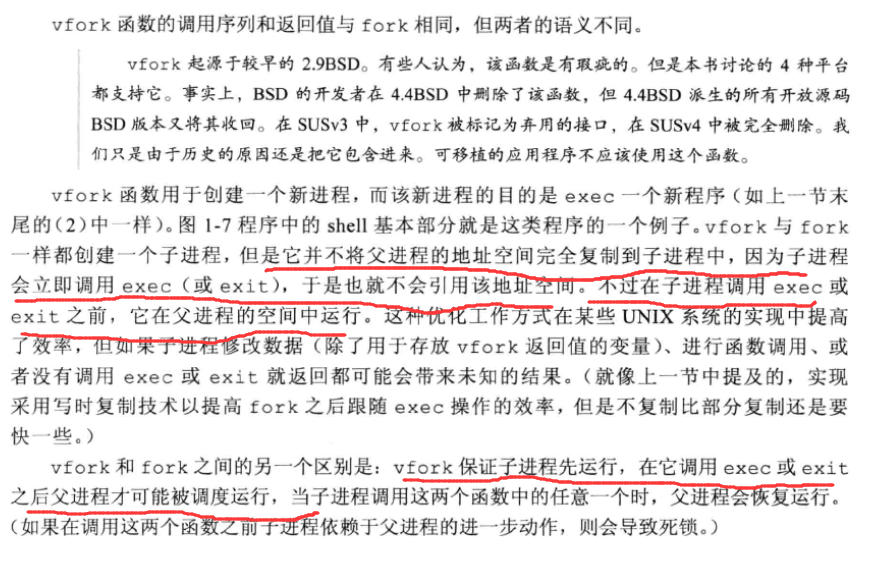 vfork 函数的调用序列和返回值与 fork 相同，但两者的语义不同。
vfork 起源于较早的 2.9BSD。有些人认为，该函数是有瑕疵的。但是本书讨论的 4 种平台
都支持它。事实上，BSD 的开发者在 4.4BSD 中删除了该函数，但 4.4BSD 派生的所有开放源码
BSD 版本又将其收回。在 SUSv3 中，vfork 被标记为弃用的接口，在 SUSv4 中被完全删除。我
们只是由于历史的原因还是把它包含进来。可移植的应用程序不应该使用这个函数。
vfork 函数用于创建一个新进程，而该新进程的目的是 exec 一个新程序（如上一节末
尾的（2）中一样）。图 1-7 程序中的 shell 基本部分就是这类程序的一个例子。vfork 与 fork
一样都创建一个子进程，但是它并不将父进程的地址空间完全复制到子进程中，因为子进程
会立即调用 exec（或 exit），于是也就不会引用该地址空间。不过在子进程调用 exec 或
exit 之前，它在父进程的空间中运行。这种优化工作方式在某些 UNIX 系统的实现中提高
了效率，但如果子进程修改数据（除了用于存放 vfork 返回值的变量）、进行函数调用、或
者没有调用 exec 或 exit 就返回都可能会带来未知的结果。（就像上一节中提及的，实现
采用写时复制技术以提高 fork 之后跟随 exec 操作的效率，但是不复制比部分复制还是要
快一些。）
vfork 和 fork 之间的另一个区别是：vfork 保证子进程先运行，在它调用 exec 或 exit
之后父进程才可能被调度运行，当子进程调用这两个函数中的任意一个时，父进程会恢复运行。
（如果在调用这两个函数之前子进程依赖于父进程的进一步动作，则会导致死锁。）